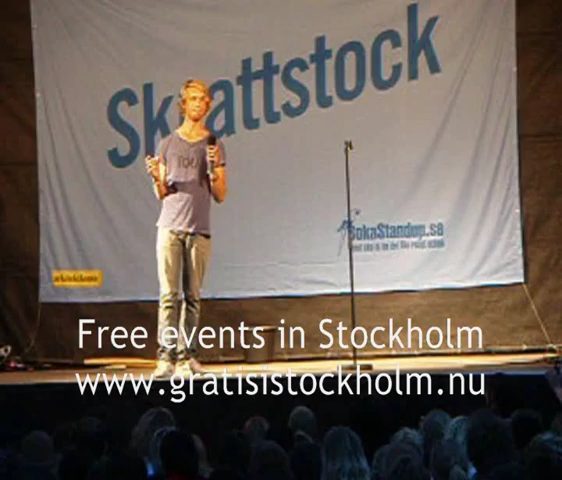 Skrattstock
BokaStandup.se
Free events in Stockholm
www.gratisistockholm.nu